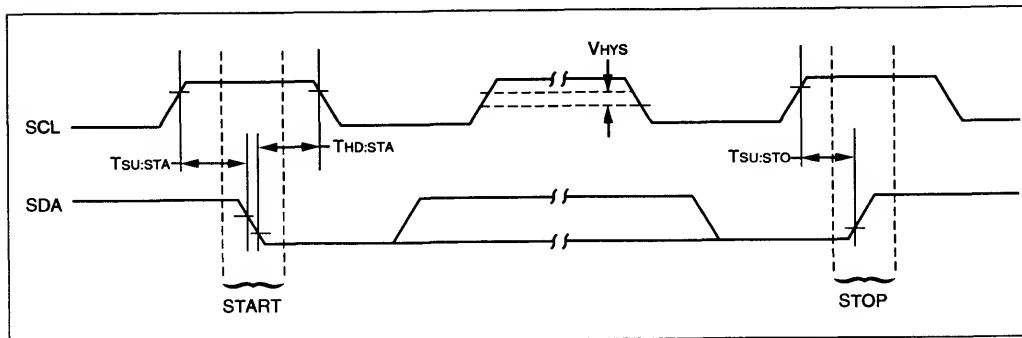 VHYS
SCL
THD:STA
TSU:STA
TSU:STO
SDA
START
STOP